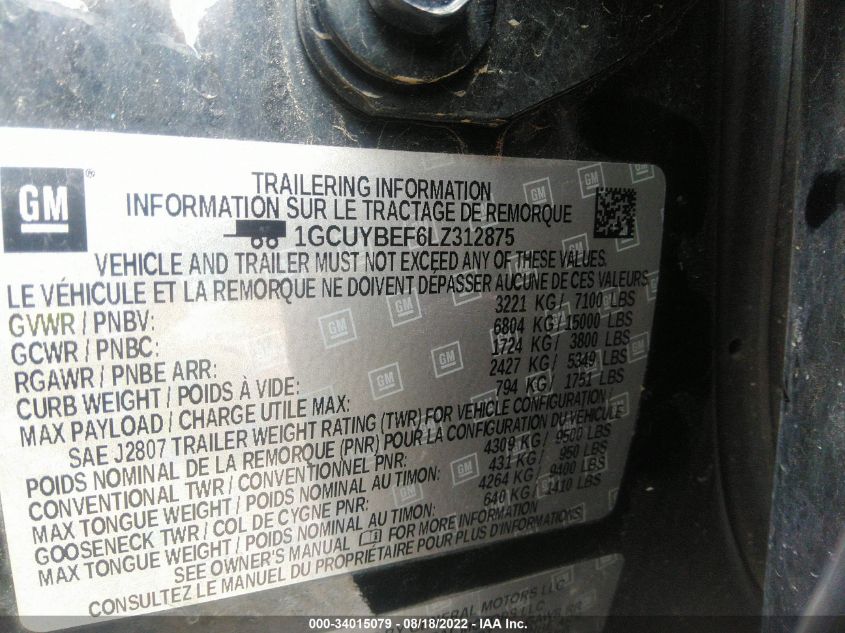 GM ®
TRAILERING INFORMATION
INFORMATION SUR LE TRACTAGE DE REMORQUE
1GCUYBEF6LZ312875
VEHICLE AND TRAILER MUST NOT EXCEED ANY OF THESE VALUES.
LE VÉHICULE ET LA REMORQUE NE DOIVENT DÉPASSER AUCUNE DE CES VALEURS.
GVWR / PNBV: 3221 KG / 7100 LBS
GCWR / PNBC: 6804 KG / 15000 LBS
RGAWR / PNBE ARR: 1724 KG / 3800 LBS
CURB WEIGHT / POIDS À VIDE: 2427 KG / 5349 LBS
MAX PAYLOAD / CHARGE UTILE MAX: 794 KG / 1751 LBS
SAE J2807 TRAILER WEIGHT RATING (TWR) FOR VEHICLE CONFIGURATION
POIDS NOMINAL DE LA REMORQUE (PNR) POUR LA CONFIGURATION DU VÉHICULE
CONVENTIONAL TWR / CONVENTIONNEL PNR: 4309 KG / 9500 LBS
MAX TONGUE WEIGHT / POIDS NOMINAL AU TIMON: 431 KG / 950 LBS
GOOSENECK TWR / COL DE CYGNE PNR: 4264 KG / 9400 LBS
MAX TONGUE WEIGHT / POIDS NOMINAL AU TIMON: 640 KG / 1410 LBS
SEE OWNER'S MANUAL FOR MORE INFORMATION
CONSULTEZ LE MANUEL DU PROPRIÉTAIRE POUR PLUS D'INFORMATIONS
GENERAL MOTORS LLC
000-34015079 - 08/18/2022 - IAA Inc.